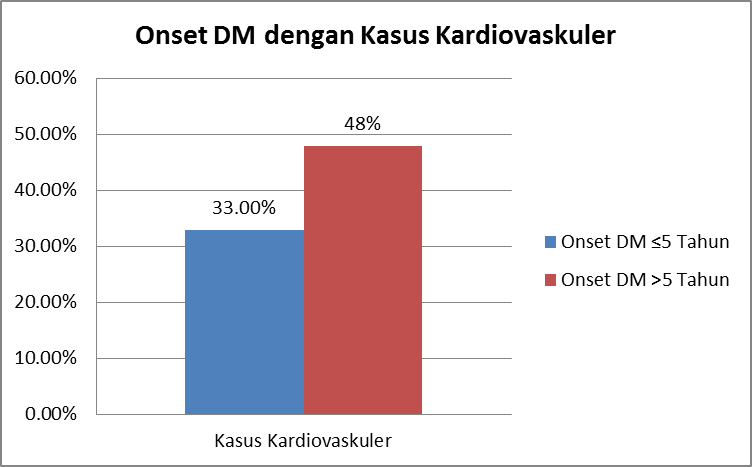 Onset DM dengan Kasus Kardiovaskuler
60.00%
50.00%
40.00%
30.00%
20.00%
10.00%
0.00%
33.00%
48%
Kasus Kardiovaskuler
Onset DM ≤5 Tahun
Onset DM >5 Tahun